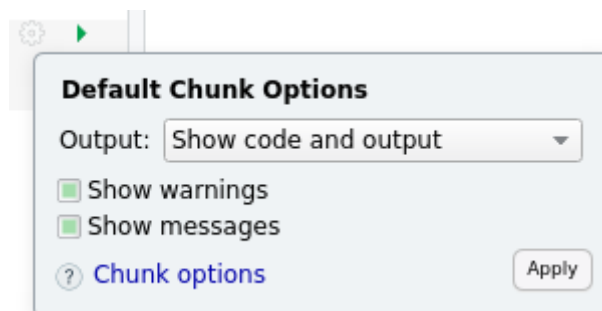 Default Chunk Options
Output: Show code and output
Show warnings
Show messages
? Chunk options Apply